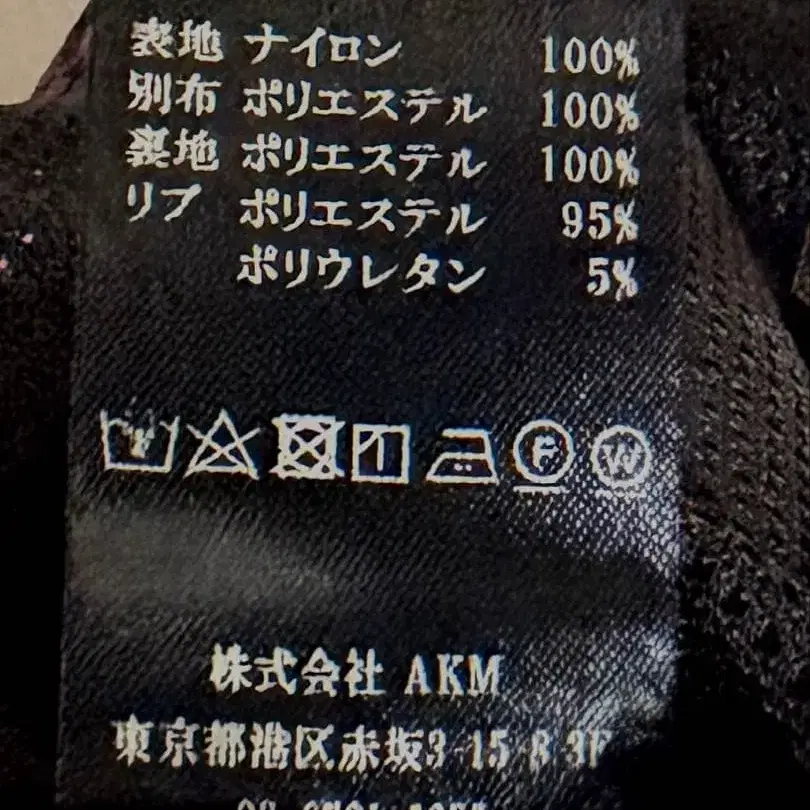 表地 ナイロン 100%
別布 ポリエステル 100%
裏地 ポリエステル 100%
リブ ポリエステル 95%
ポリウレタン 5%
F W
株式会社 AKM
東京都港区赤坂3-15-8 3F